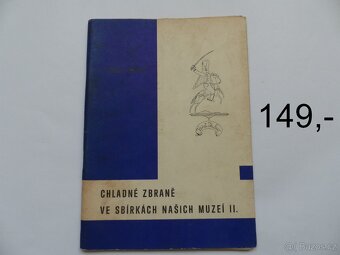 149,-
CHLADNÉ ZBRANĚ
VE SBÍRKÁCH NAŠICH MUZEÍ II.